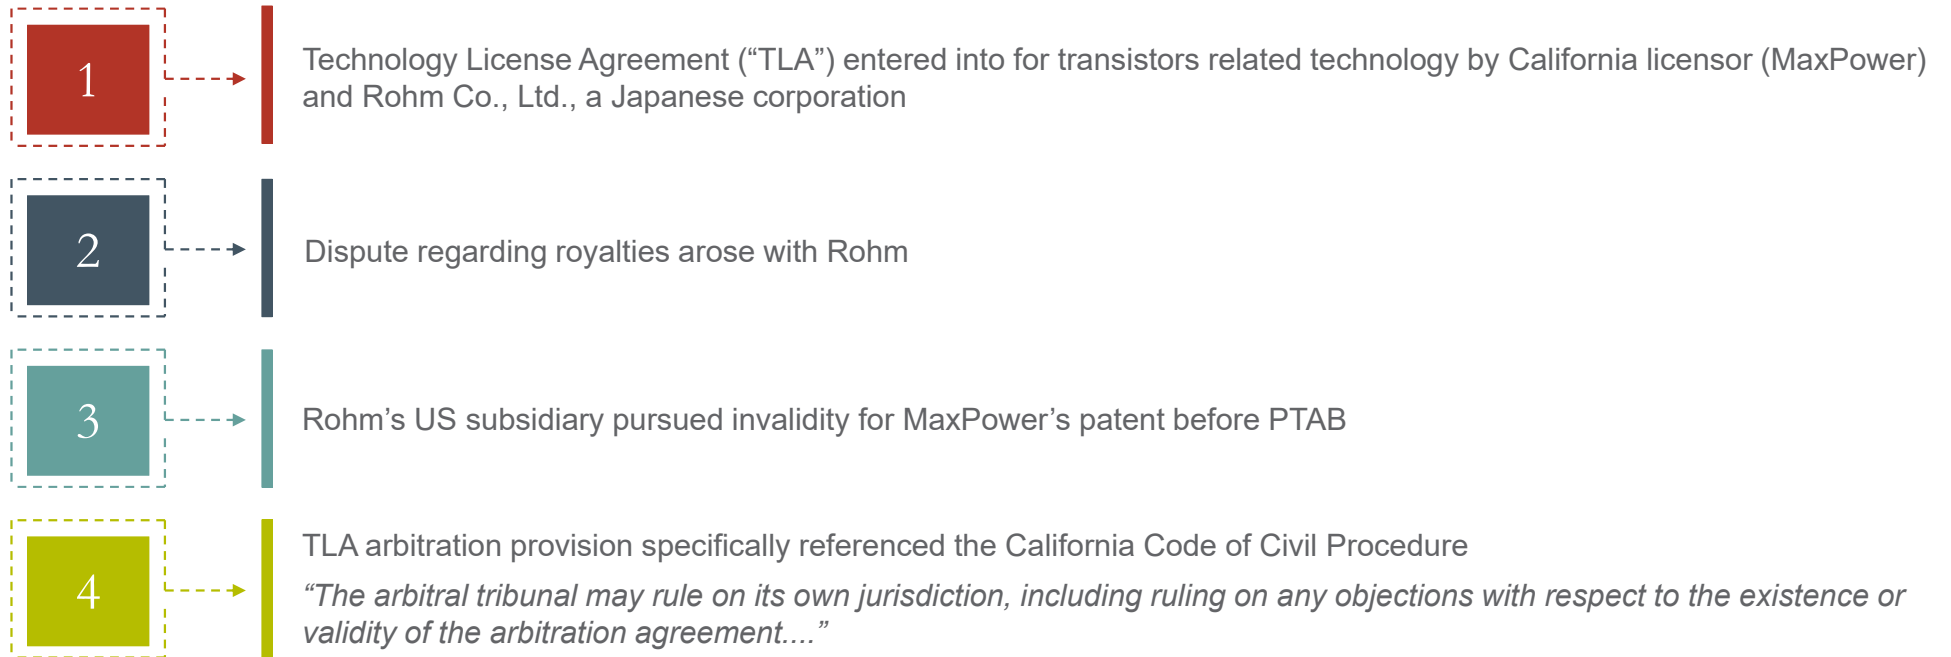 1
Technology License Agreement (“TLA”) entered into for transistors related technology by California licensor (MaxPower)
and Rohm Co., Ltd., a Japanese corporation
2
Dispute regarding royalties arose with Rohm
3
Rohm’s US subsidiary pursued invalidity for MaxPower’s patent before PTAB
4
TLA arbitration provision specifically referenced the California Code of Civil Procedure
“The arbitral tribunal may rule on its own jurisdiction, including ruling on any objections with respect to the existence or
validity of the arbitration agreement....”